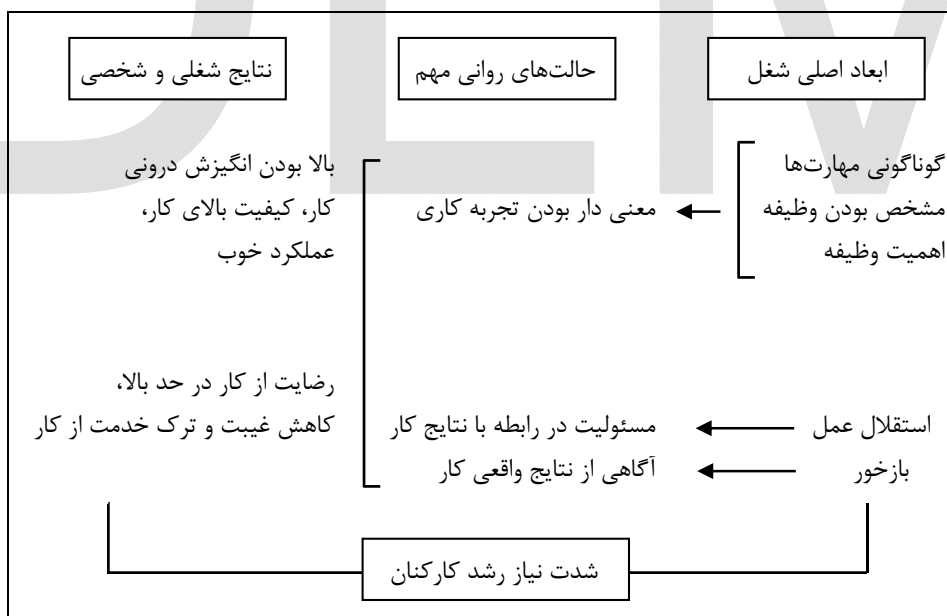 ابعاد اصلی شغل
حالت‌های روانی مهم
نتایج شغلی و شخصی
گوناگونی مهارت‌ها
مشخص بودن وظیفه
اهمیت وظیفه
معنی دار بودن تجربه کاری
بالا بودن انگیزش درونی
کار، کیفیت بالای کار،
عملکرد خوب
رضایت از کار در حد بالا،
کاهش غیبت و ترک خدمت از کار
استقلال عمل
مسئولیت در رابطه با نتایج کار
بازخور
آگاهی از نتایج واقعی کار
شدت نیاز رشد کارکنان